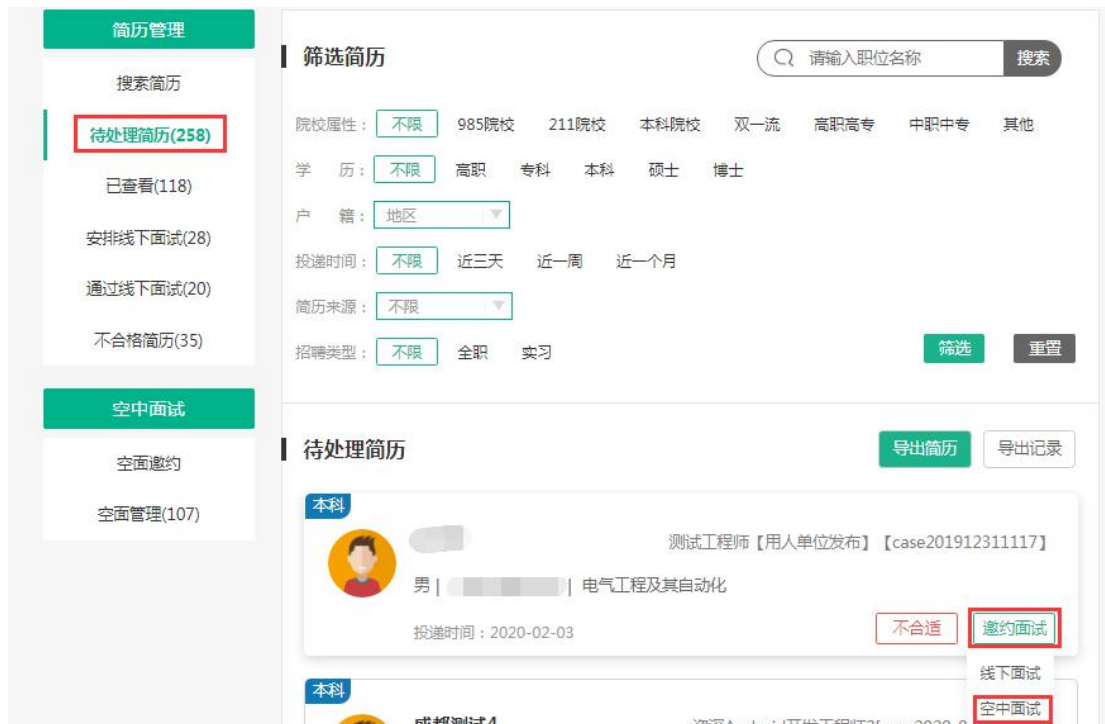 简历管理
搜索简历
待处理简历(258)
已查看(118)
安排线下面试(28)
通过线下面试(20)
不合格简历(35)
空中面试
空面邀约
空面管理(107)
筛选简历
请输入职位名称 搜索
院校属性： 不限 985院校 211院校 本科院校 双一流 高职高专 中职中专 其他
学 历： 不限 高职 专科 本科 硕士 博士
户 籍： 地区
投递时间： 不限 近三天 近一周 近一个月
简历来源： 不限
招聘类型： 不限 全职 实习
筛选 重置
待处理简历 导出简历 导出记录
本科
测试工程师【用人单位发布】【case201912311117】
男 | | 电气工程及其自动化
投递时间：2020-02-03 不合适 邀约面试
线下面试
空中面试
本科
成都测试4